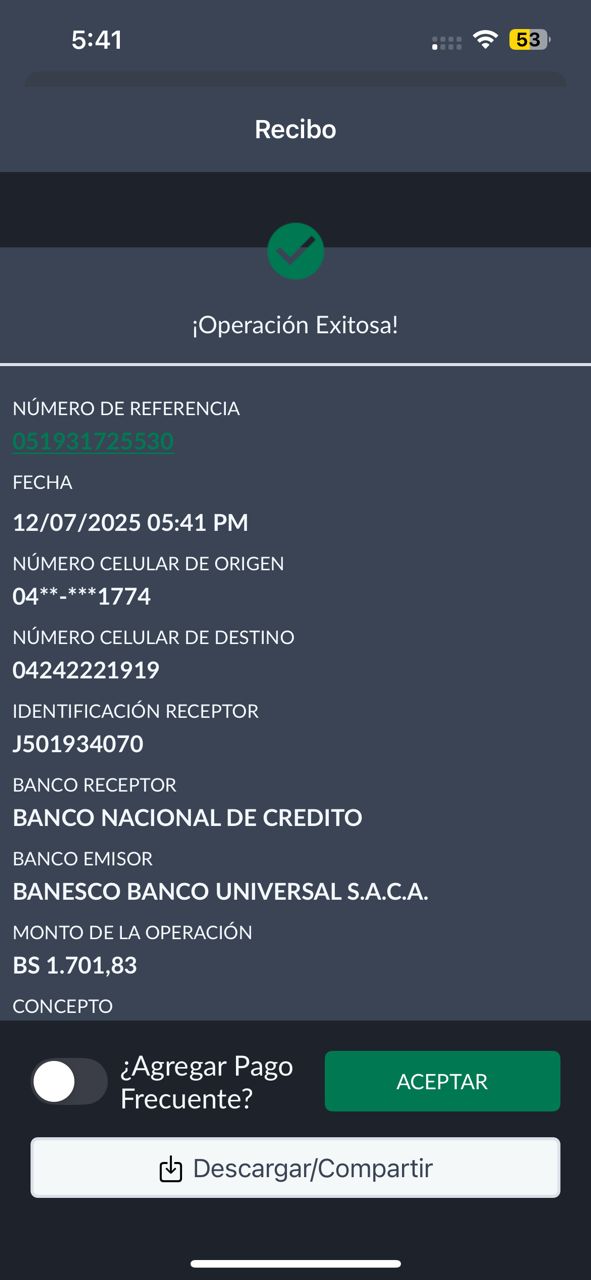 5:41
53
Recibo
¡Operación Exitosa!
NÚMERO DE REFERENCIA
051931725530
FECHA
12/07/2025 05:41 PM
NÚMERO CELULAR DE ORIGEN
04**-***1774
NÚMERO CELULAR DE DESTINO
04242221919
IDENTIFICACIÓN RECEPTOR
J501934070
BANCO RECEPTOR
BANCO NACIONAL DE CREDITO
BANCO EMISOR
BANESCO BANCO UNIVERSAL S.A.C.A.
MONTO DE LA OPERACIÓN
BS 1.701,83
CONCEPTO
¿Agregar Pago
Frecuente?
ACEPTAR
Descargar/Compartir